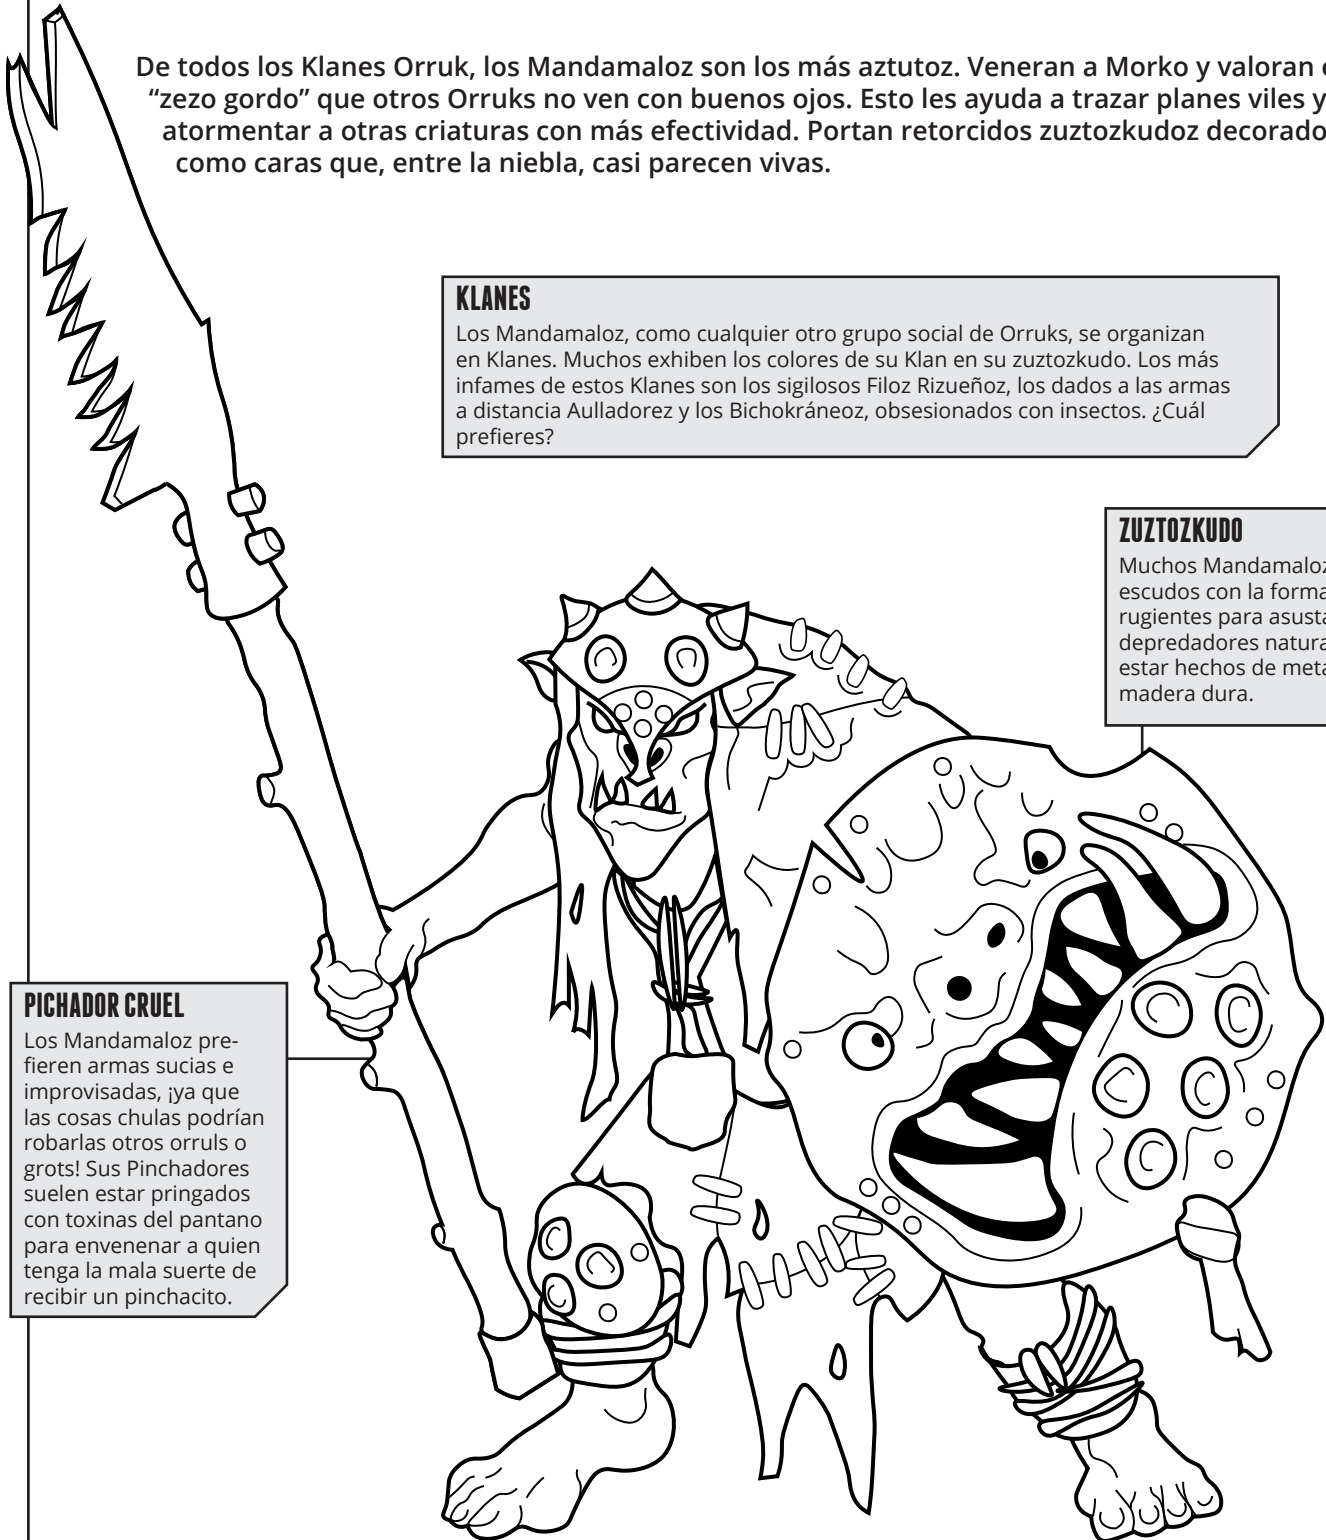 De todos los Klanes Orruk, los Mandamaloz son los más aztutoz. Veneran a Morko y valoran
“zezo gordo” que otros Orruks no ven con buenos ojos. Esto les ayuda a trazar planes viles y
atormentar a otras criaturas con más efectividad. Portan retorcidos zuztozkudoz
como caras que, entre la niebla, casi parecen vivas.
KLANES
Los Mandamaloz, como cualquier otro grupo social de Orruks, se organizan
en Klanes. Muchos exhiben los colores de su Klan en su zuztozkudo. Los más
infames de estos Klanes son los sigilosos Filoz Rizueñoz, los dados a las armas
a distancia Aulladorez y los Bichokráneoz, obsesionados con insectos. ¿Cuál
prefieres?
ZUZTOZKUDO
Muchos Mandamaloz
escudos con la forma
rugientes para
depredadores
estar hechos de
madera dura.
PICHADOR CRUEL
Los Mandamaloz pre-
fieren armas sucias e
improvisadas, ¡ya que
las cosas chulas podrían
robarlas otros orruls o
grots! Sus Pinchadores
suelen estar pringados
con toxinas del pantano
para envenenar a quien
tenga la mala suerte de
recibir un pinchacito.